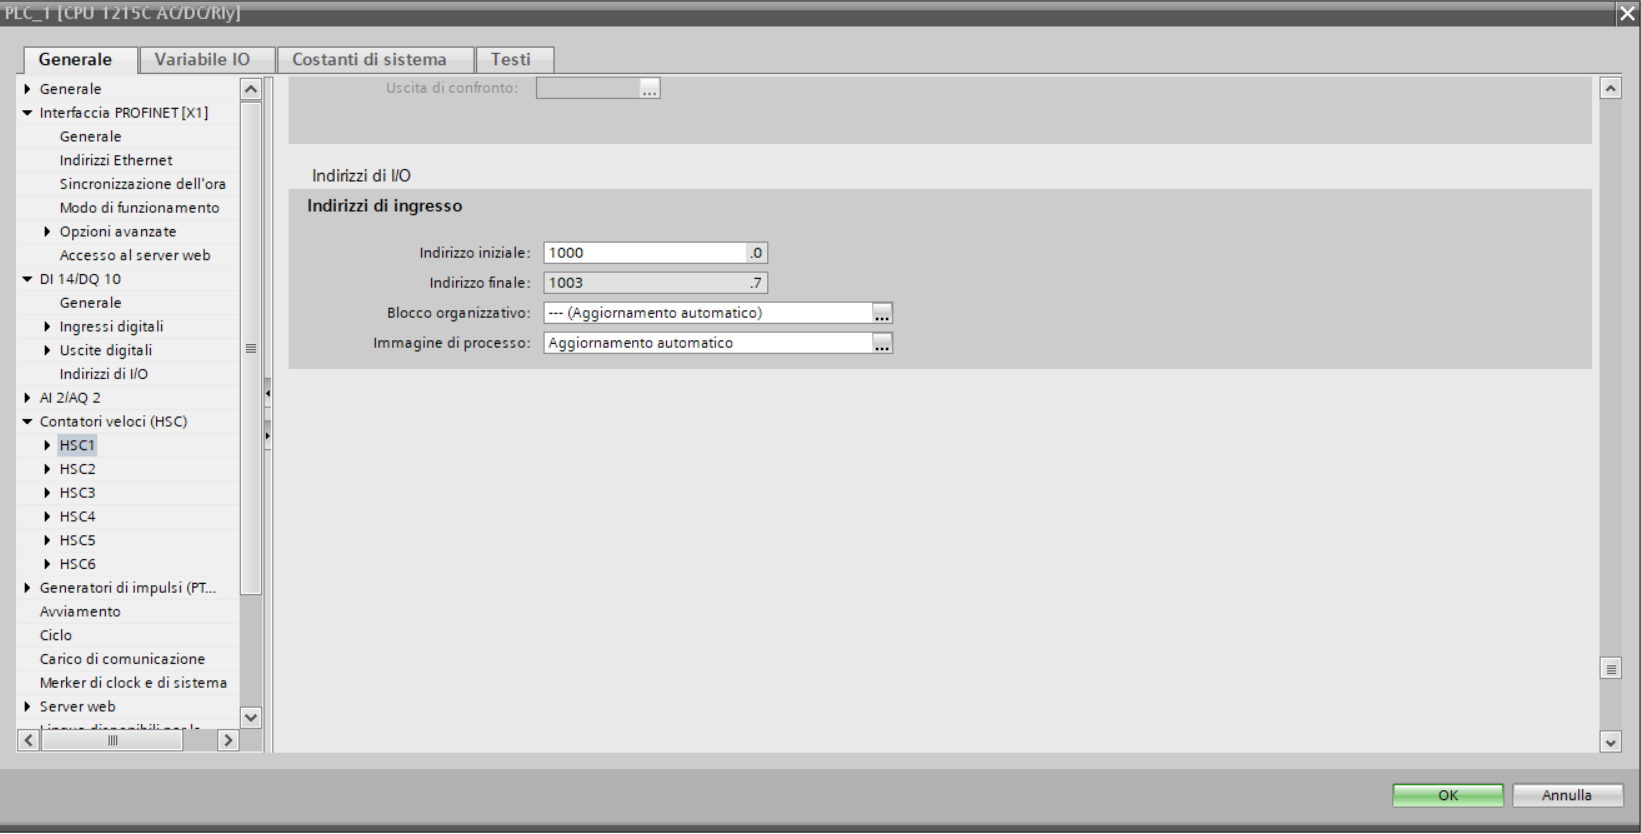 PLC_1 [CPU 1215C AC/DC/Rly]
Generale
Variabile IO
Costanti di sistema
Testi
Generale
Interfaccia PROFINET [X1]
Generale
Indirizzi Ethernet
Sincronizzazione dell'ora
Modo di funzionamento
Opzioni avanzate
Accesso al server web
DI 14/DQ 10
Generale
Ingressi digitali
Uscite digitali
Indirizzi di I/O
AI 2/AQ 2
Contatori veloci (HSC)
HSC1
HSC2
HSC3
HSC4
HSC5
HSC6
Generatori di impulsi (PT...
Avviamento
Ciclo
Carico di comunicazione
Merker di clock e di sistema
Server web
Uscita di confronto:
...
Indirizzi di I/O
Indirizzi di ingresso
Indirizzo iniziale: 1000 .0
Indirizzo finale: 1003 .7
Blocco organizzativo: --- (Aggiornamento automatico) ...
Immagine di processo: Aggiornamento automatico ...
OK
Annulla